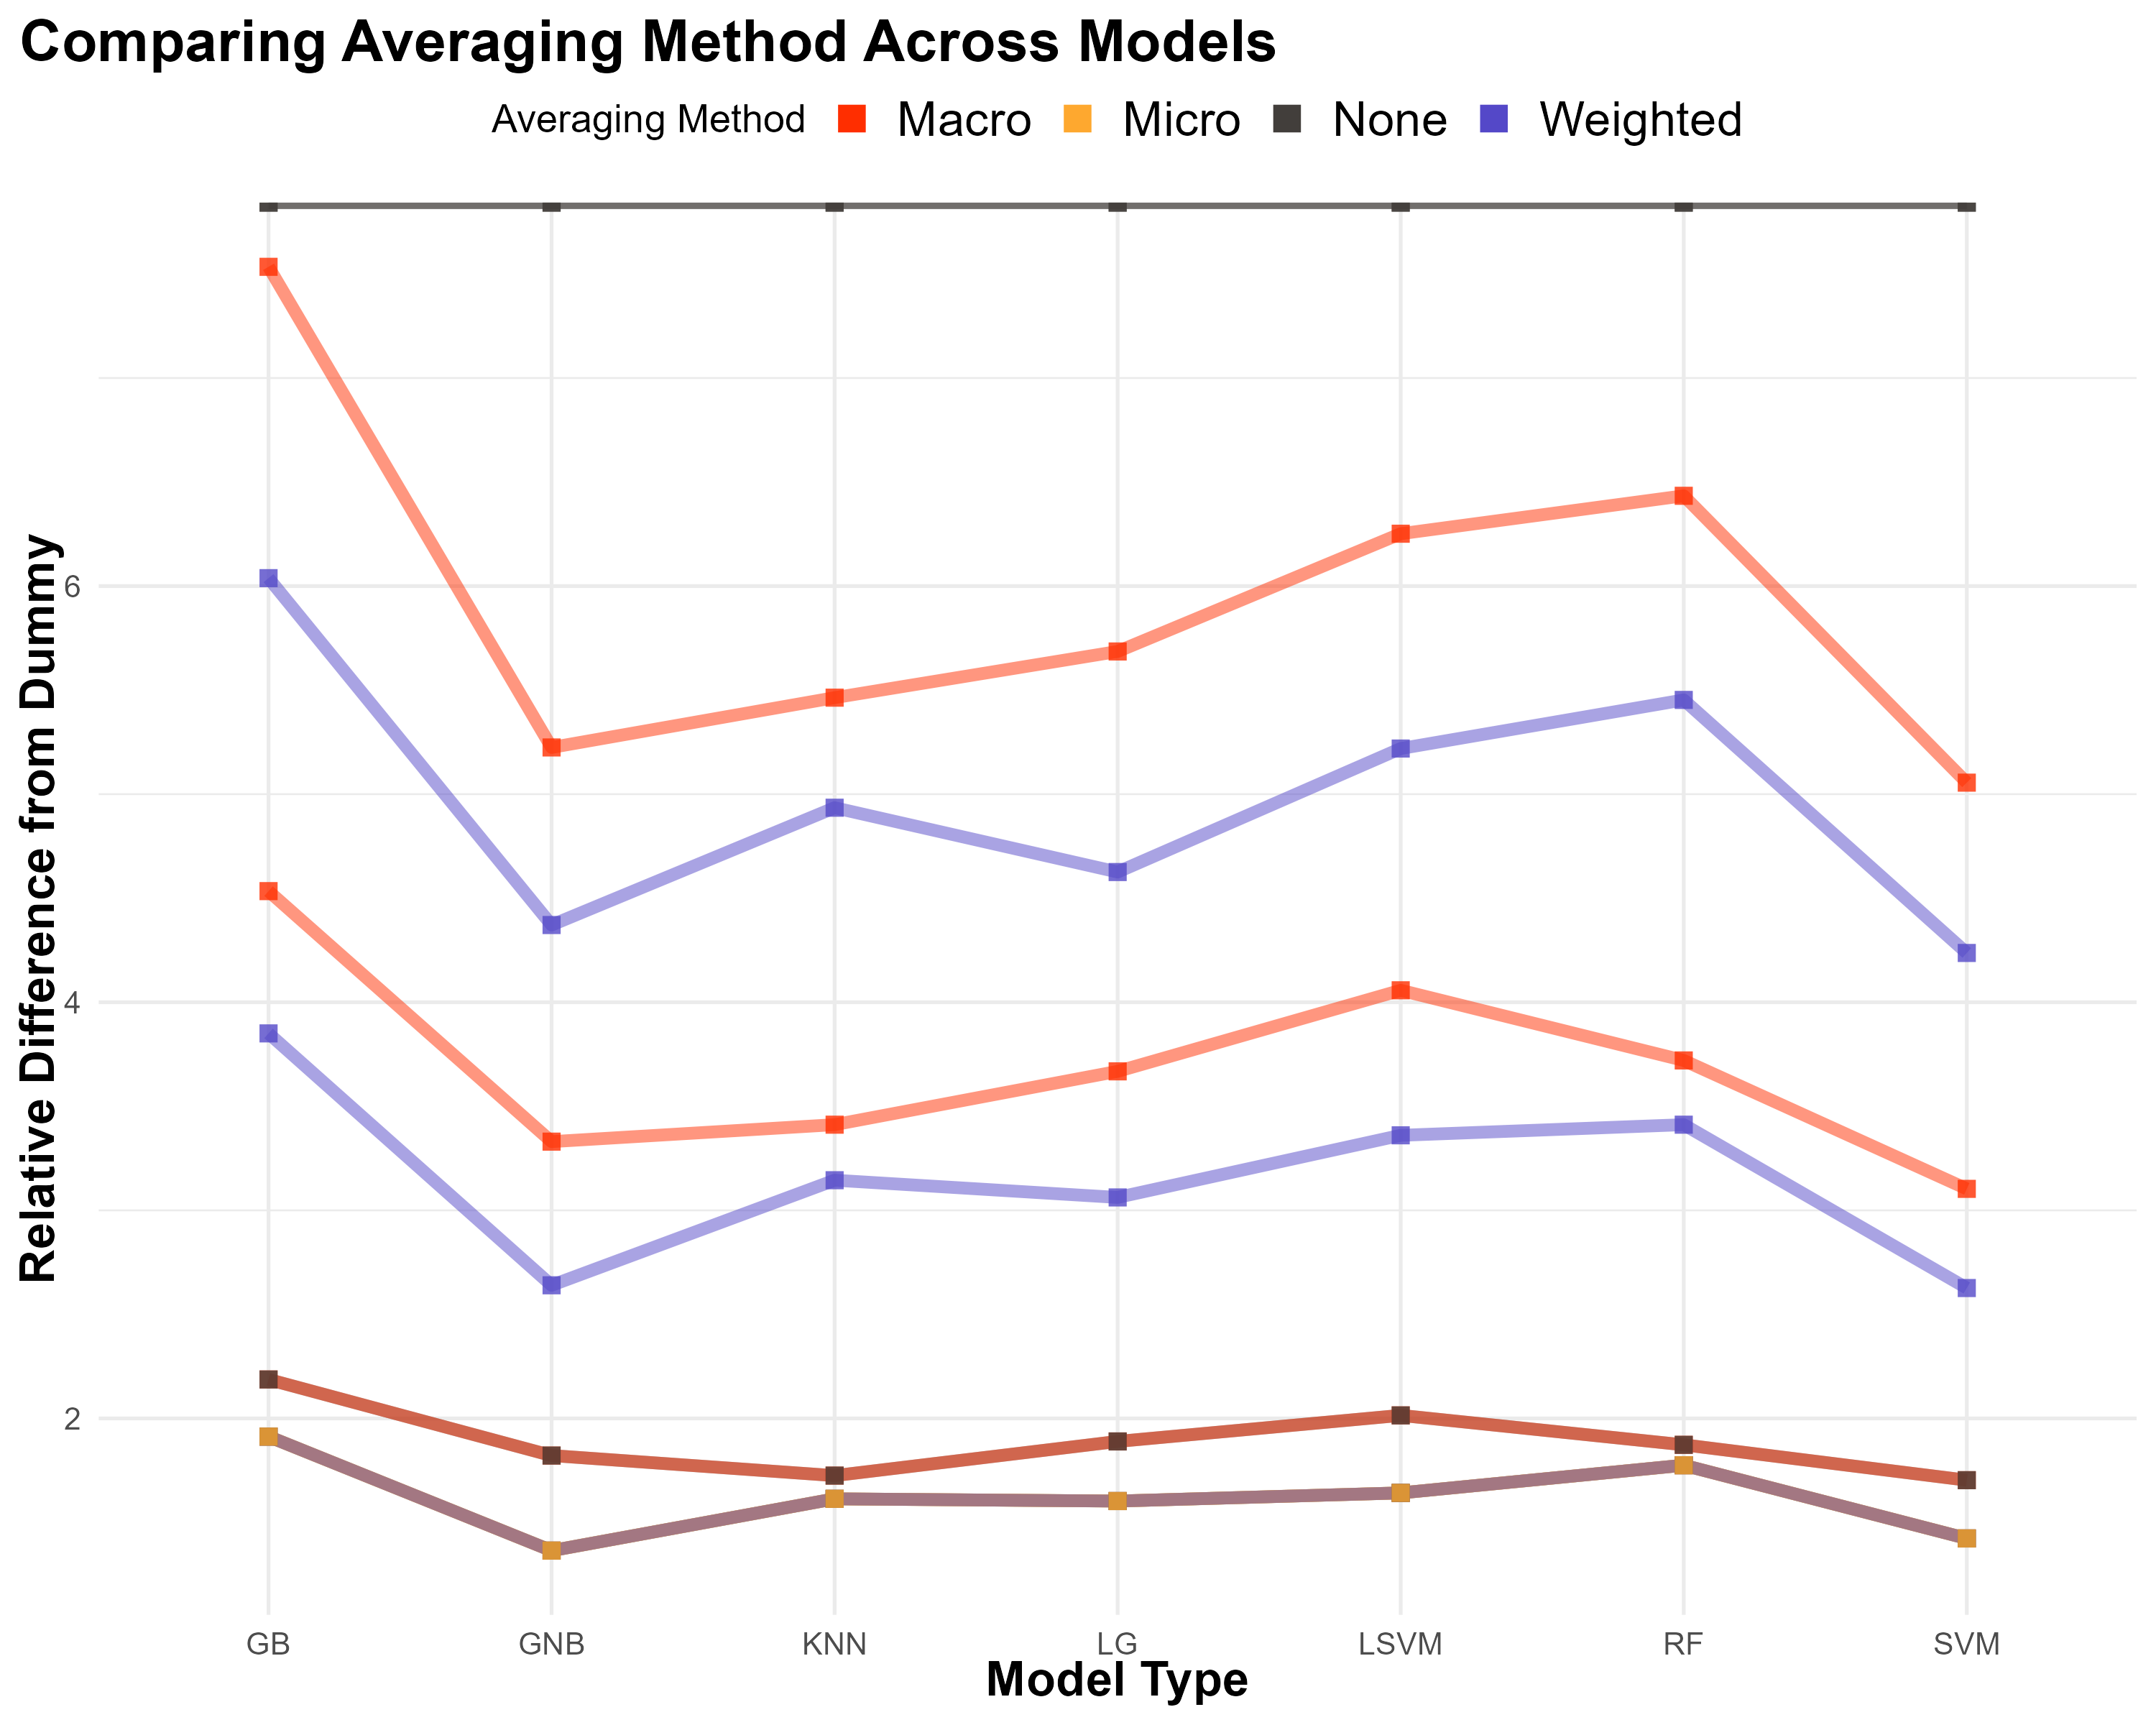 Comparing Averaging Method Across Models
Averaging Method Macro Micro None Weighted
Relative Difference from Dummy
6
4
2
GB GNB KNN LG LSVM RF SVM
Model Type